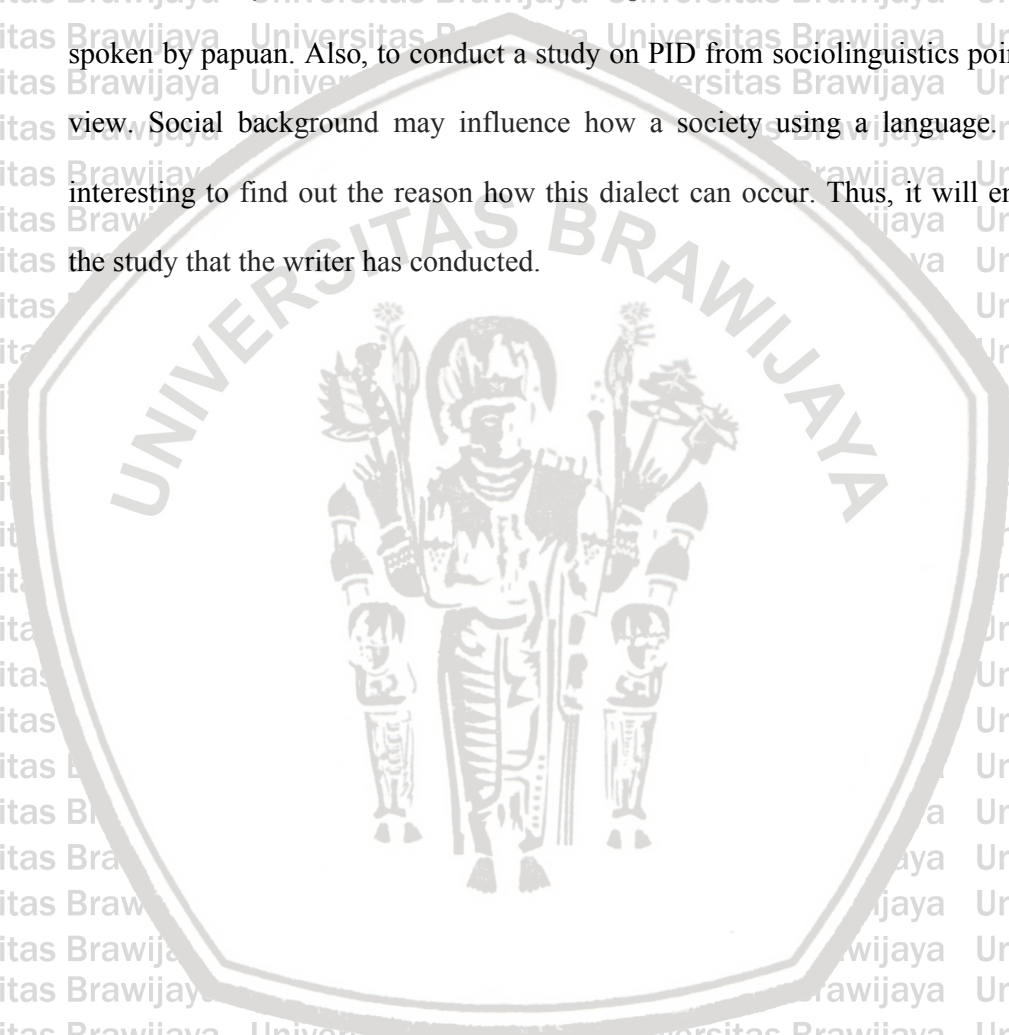 spoken by papuan. Also, to conduct a study on PID from sociolinguistics poi
view. Social background may influence how a society using a language.
interesting to find out the reason how this dialect can occur. Thus, it will en
the study that the writer has conducted.
UNIVERSITAS BRAWIJAYA